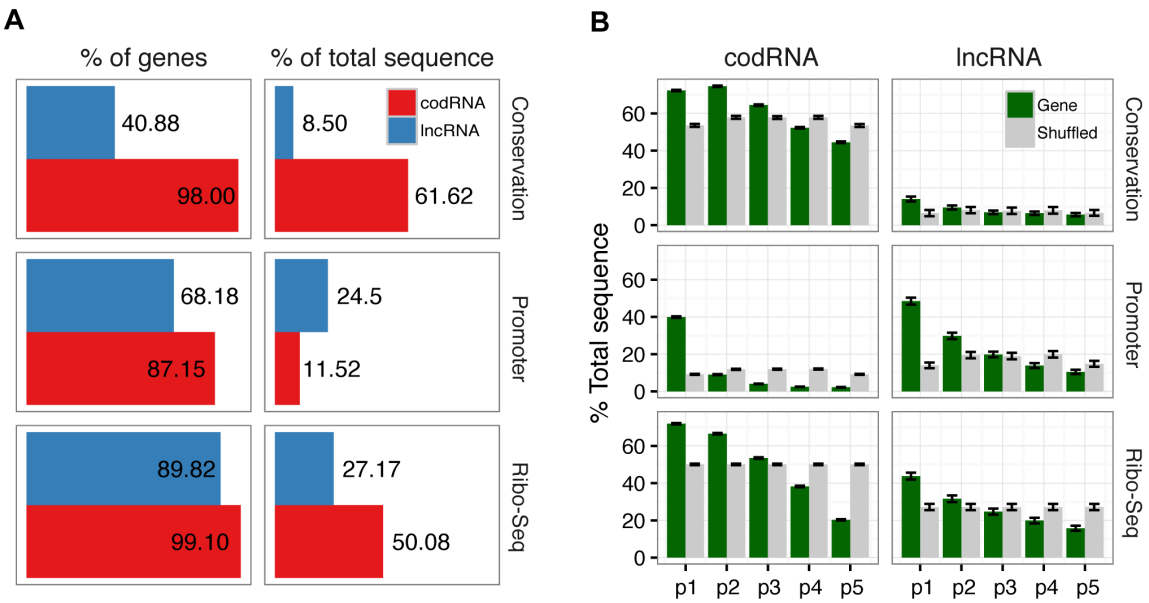 A
B
% of genes
% of total sequence
codRNA
lncRNA
40.88
98.00
8.50
61.62
codRNA
lncRNA
Conservation
68.18
87.15
24.5
11.52
Promoter
89.82
99.10
27.17
50.08
Ribo-Seq
% Total sequence
60
40
20
0
Gene
Shuffled
Conservation
60
40
20
0
Promoter
60
40
20
0
Ribo-Seq
p1 p2 p3 p4 p5
p1 p2 p3 p4 p5